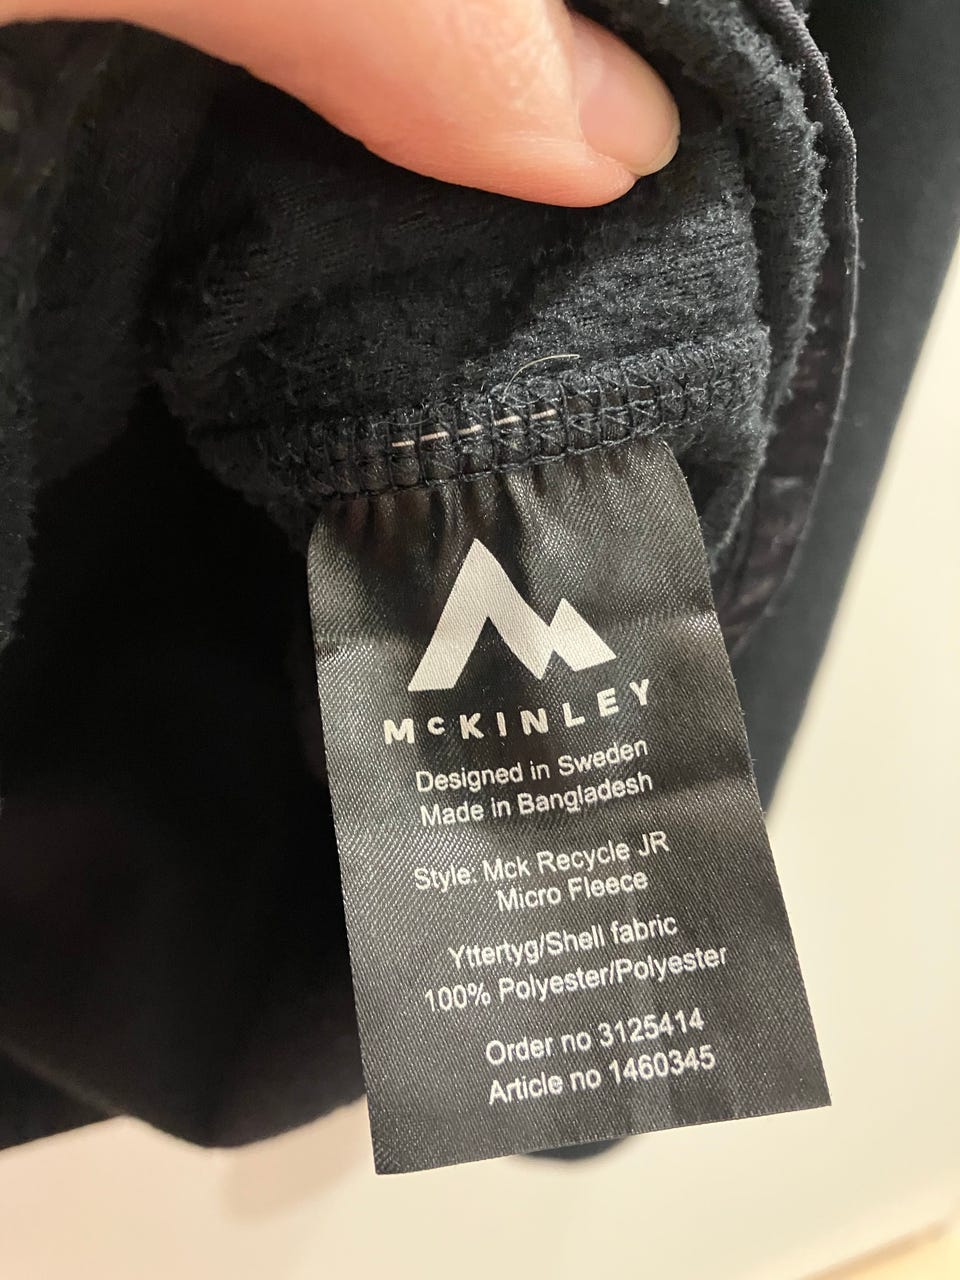 McKINLEY
Designed in Sweden
Made in Bangladesh
Style: Mck Recycle JR
Micro Fleece
Yttertyg/Shell fabric
100% Polyester/Polyester
Order no 3125414
Article no 1460345